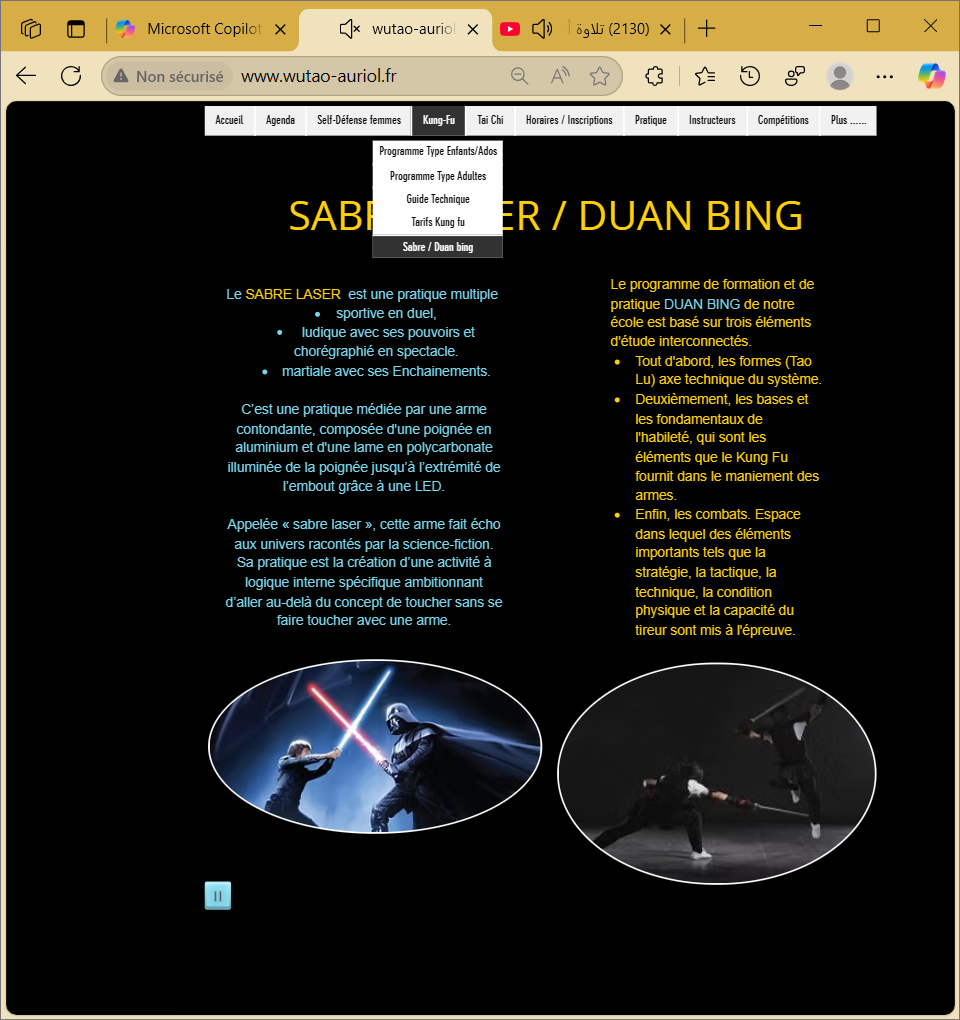 Microsoft Copilot
wutao-auriol
(2130) تلاوة أ
Non sécurisé
www.wutao-auriol.fr
Accueil
Agenda
Self-Défense femmes
Kung-Fu
Tai Chi
Horaires / Inscriptions
Pratique
Instructeurs
Compétitions
Plus ......
Programme Type Enfants/Ados
Programme Type Adultes
Guide Technique
Tarifs Kung fu
Sabre / Duan bing
SAB ER / DUAN BING
Le SABRE LASER est une pratique multiple
• sportive en duel,
• ludique avec ses pouvoirs et
chorégraphié en spectacle.
• martiale avec ses Enchainements.
C’est une pratique médiée par une arme
contondante, composée d'une poignée en
aluminium et d'une lame en polycarbonate
illuminée de la poignée jusqu’à l’extrémité de
l’embout grâce à une LED.
Appelée « sabre laser », cette arme fait écho
aux univers racontés par la science-fiction.
Sa pratique est la création d’une activité à
logique interne spécifique ambitionnant
d’aller au-delà du concept de toucher sans se
faire toucher avec une arme.
Le programme de formation et de
pratique DUAN BING de notre
école est basé sur trois éléments
d'étude interconnectés.
• Tout d'abord, les formes (Tao
Lu) axe technique du système.
• Deuxièmement, les bases et
les fondamentaux de
l'habileté, qui sont les
éléments que le Kung Fu
fournit dans le maniement des
armes.
• Enfin, les combats. Espace
dans lequel des éléments
importants tels que la
stratégie, la tactique, la
technique, la condition
physique et la capacité du
tireur sont mis à l'épreuve.